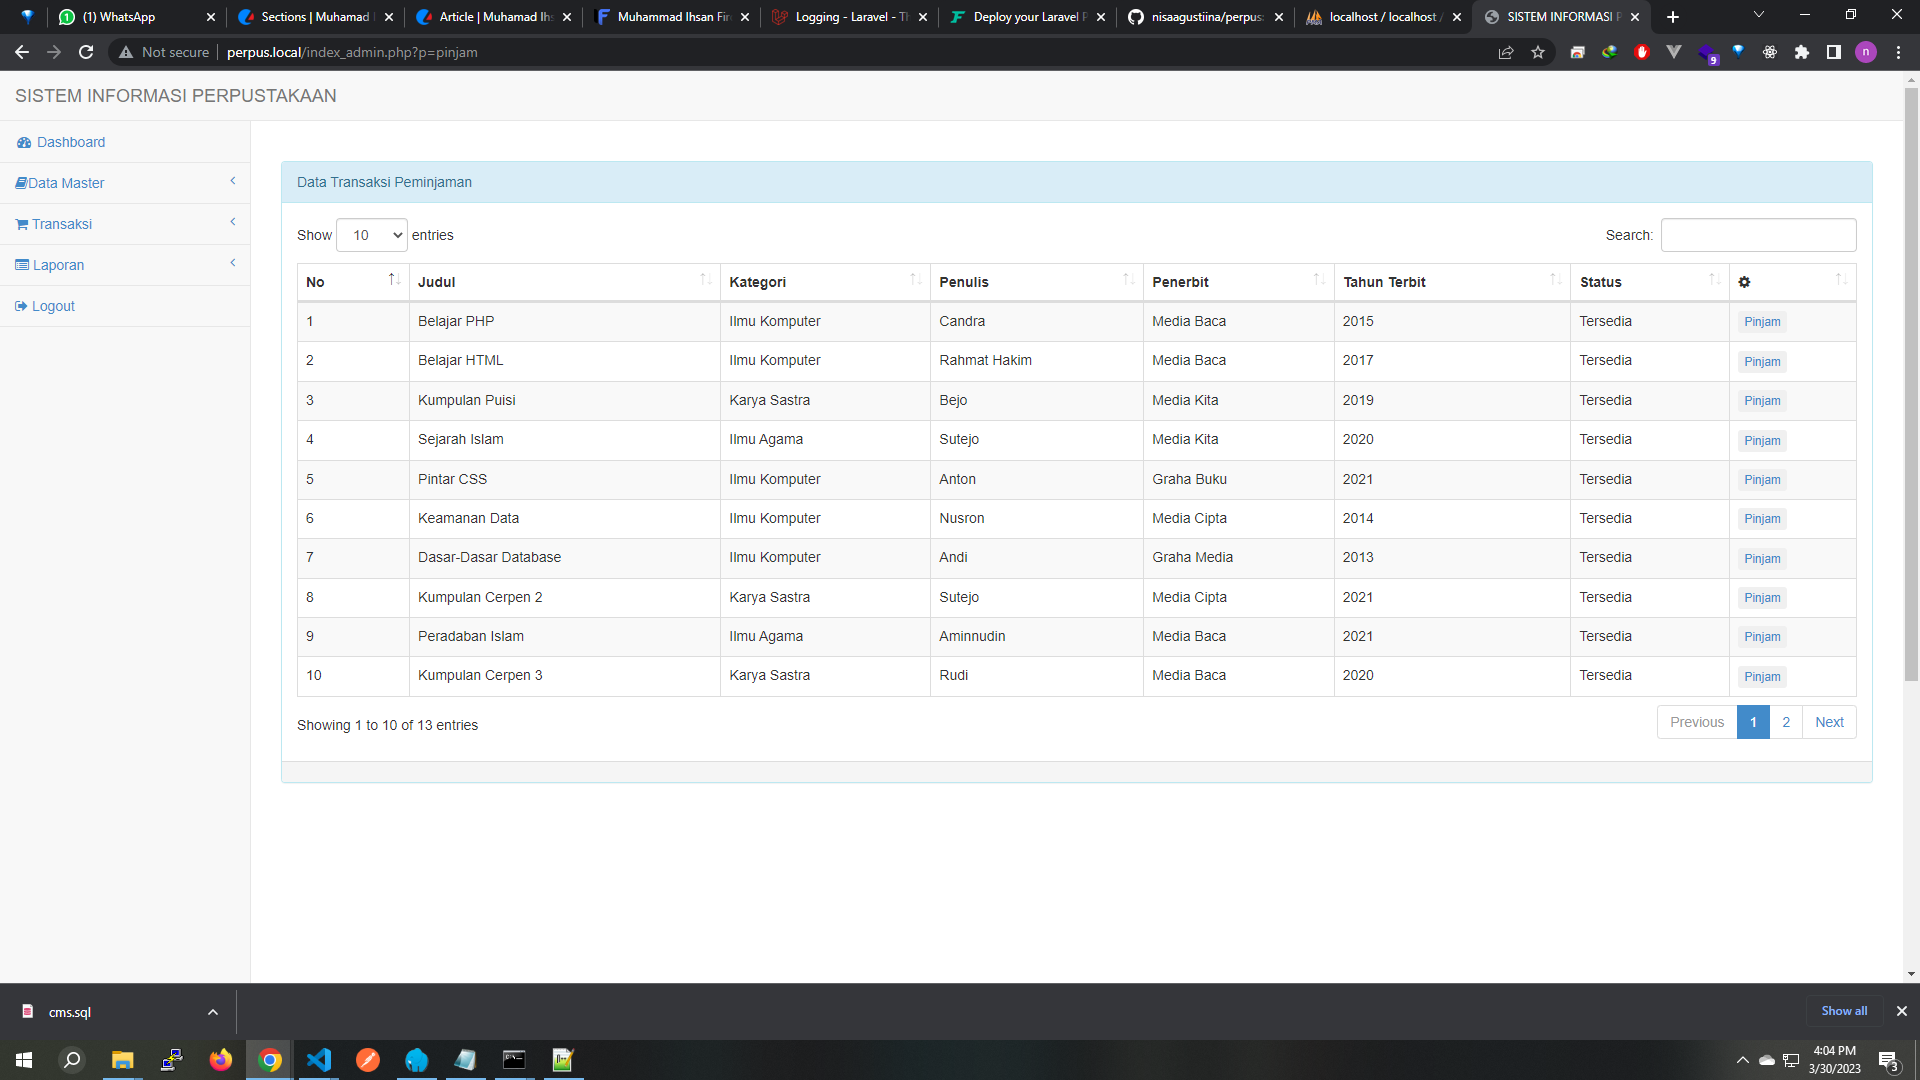 (1) WhatsApp
Sections | Muhamad
Article | Muhamad Ihs
Muhammad Ihsan Fir
Logging - Laravel - Th
Deploy your Laravel P
nisaagustiina/perpus
localhost / localhost /
SISTEM INFORMASI P
Not secure
perpus.local/index_admin.php?p=pinjam
9
n
SISTEM INFORMASI PERPUSTAKAAN
Dashboard
Data Master
Transaksi
Laporan
Logout
Data Transaksi Peminjaman
Show 10 entries
Search:
No Judul Kategori Penulis Penerbit Tahun Terbit Status
1 Belajar PHP Ilmu Komputer Candra Media Baca 2015 Tersedia Pinjam
2 Belajar HTML Ilmu Komputer Rahmat Hakim Media Baca 2017 Tersedia Pinjam
3 Kumpulan Puisi Karya Sastra Bejo Media Kita 2019 Tersedia Pinjam
4 Sejarah Islam Ilmu Agama Sutejo Media Kita 2020 Tersedia Pinjam
5 Pintar CSS Ilmu Komputer Anton Graha Buku 2021 Tersedia Pinjam
6 Keamanan Data Ilmu Komputer Nusron Media Cipta 2014 Tersedia Pinjam
7 Dasar-Dasar Database Ilmu Komputer Andi Graha Media 2013 Tersedia Pinjam
8 Kumpulan Cerpen 2 Karya Sastra Sutejo Media Cipta 2021 Tersedia Pinjam
9 Peradaban Islam Ilmu Agama Aminnudin Media Baca 2021 Tersedia Pinjam
10 Kumpulan Cerpen 3 Karya Sastra Rudi Media Baca 2020 Tersedia Pinjam
Showing 1 to 10 of 13 entries
Previous 1 2 Next
cms.sql
Show all
4:04 PM
3/30/2023
3